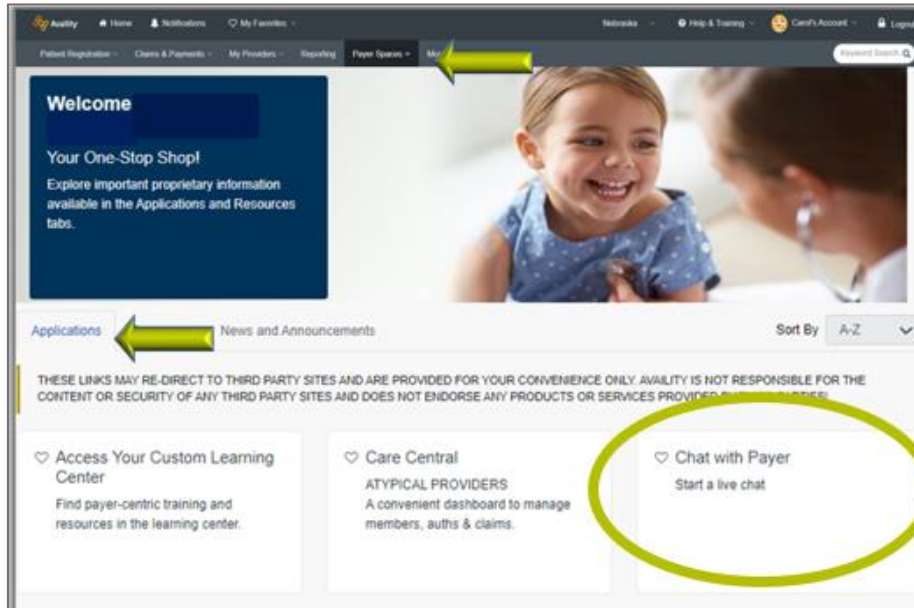 Availity Home Notifications My Favorites Nebraska Help & Training Carol's Account Logout
Patient Registration Claims & Payments My Providers Reporting Payer Spaces Keyword Search
Welcome
Your One-Stop Shop!
Explore important proprietary information
available in the Applications and Resources
tabs.
Applications News and Announcements Sort By A-Z
THESE LINKS MAY RE-DIRECT TO THIRD PARTY SITES AND ARE PROVIDED FOR YOUR CONVENIENCE ONLY. AVAILITY IS NOT RESPONSIBLE FOR THE
CONTENT OR SECURITY OF ANY THIRD PARTY SITES AND DOES NOT ENDORSE ANY PRODUCTS OR SERVICES PROVIDED
Access Your Custom Learning
Center
Find payer-centric training and
resources in the learning center.
Care Central
ATYPICAL PROVIDERS
A convenient dashboard to manage
members, auths & claims.
Chat with Payer
Start a live chat